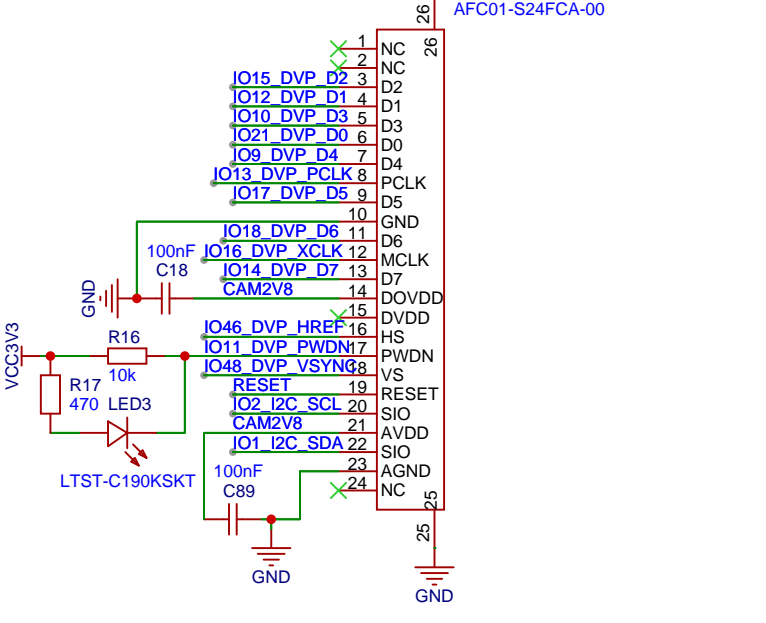 26
AFC01-S24FCA-00
26
1
NC
2
NC
IO15_DVP_D2
3
D2
IO12_DVP_D1
4
D1
IO10_DVP_D3
5
D3
IO21_DVP_D0
6
D0
IO9_DVP_D4
7
D4
IO13_DVP_PCLK
8
PCLK
IO17_DVP_D5
9
D5
10
GND
IO18_DVP_D6
11
D6
100nF
C18
IO16_DVP_XCLK
12
MCLK
IO14_DVP_D7
13
D7
GND
CAM2V8
14
DOVDD
15
DVDD
IO46_DVP_HREF
16
HS
VCC3V3
R16
10k
IO11_DVP_PWDN
17
PWDN
IO48_DVP_VSYNC
18
VS
R17
470
LED3
LTST-C190KSKT
RESET
19
RESET
IO2_I2C_SCL
20
SIO
CAM2V8
21
AVDD
IO1_I2C_SDA
22
SIO
100nF
C89
23
AGND
24
NC
25
25
GND
GND